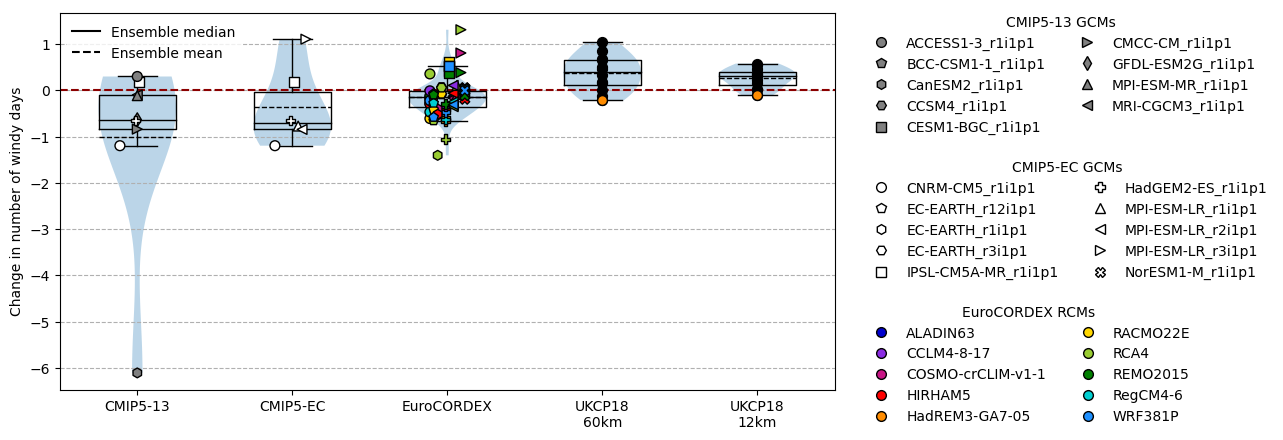 Ensemble median
Ensemble mean
Change in number of windy days
1
0
−1
−2
−3
−4
−5
−6
CMIP5-13
CMIP5-EC
EuroCORDEX
UKCP18
60km
UKCP18
12km
CMIP5-13 GCMs
ACCESS1-3_r1i1p1
BCC-CSM1-1_r1i1p1
CanESM2_r1i1p1
CCSM4_r1i1p1
CESM1-BGC_r1i1p1
CMCC-CM_r1i1p1
GFDL-ESM2G_r1i1p1
MPI-ESM-MR_r1i1p1
MRI-CGCM3_r1i1p1
CMIP5-EC GCMs
CNRM-CM5_r1i1p1
EC-EARTH_r12i1p1
EC-EARTH_r1i1p1
EC-EARTH_r3i1p1
IPSL-CM5A-MR_r1i1p1
HadGEM2-ES_r1i1p1
MPI-ESM-LR_r1i1p1
MPI-ESM-LR_r2i1p1
MPI-ESM-LR_r3i1p1
NorESM1-M_r1i1p1
EuroCORDEX RCMs
ALADIN63
CCLM4-8-17
COSMO-crCLIM-v1-1
HIRHAM5
HadREM3-GA7-05
RACMO22E
RCA4
REMO2015
RegCM4-6
WRF381P